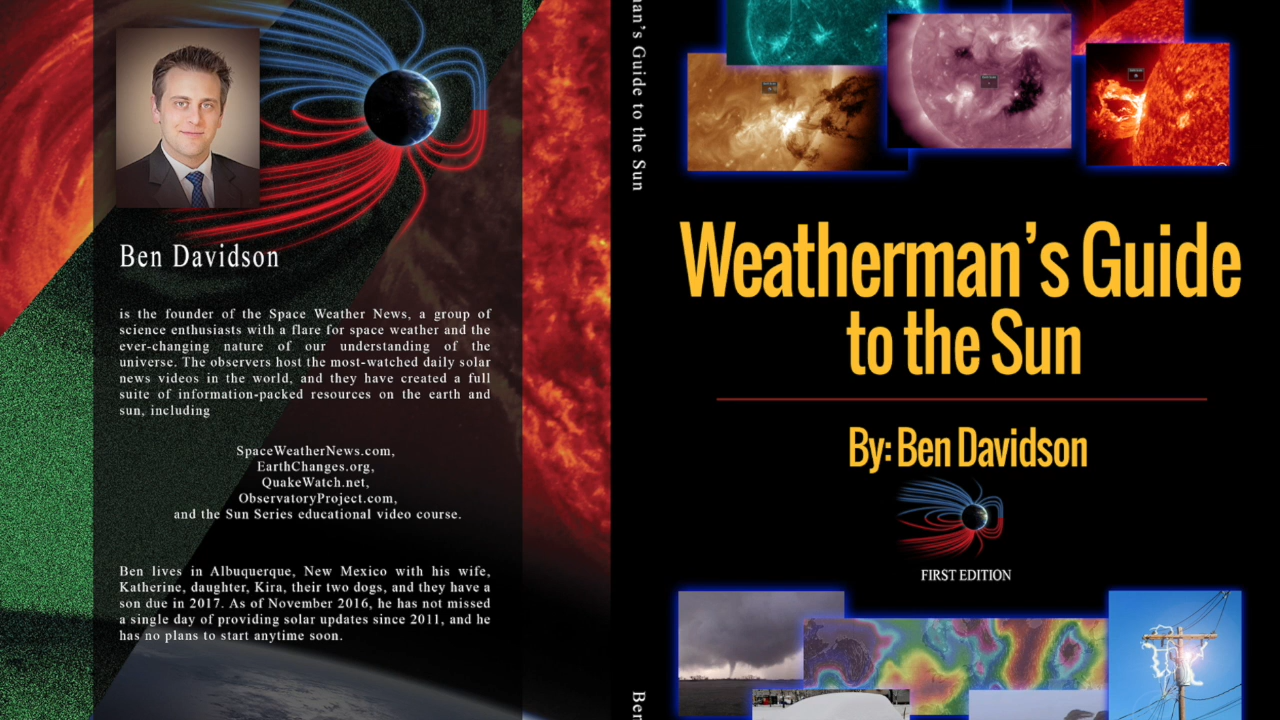 Ben Davidson
is the founder of the Space Weather News, a group of
science enthusiasts with a flare for space weather and the
ever-changing nature of our understanding of the
universe. The observers host the most-watched daily solar
news videos in the world, and they have created a full
suite of information-packed resources on the earth and
sun, including
SpaceWeatherNews.com,
EarthChanges.org,
QuakeWatch.net,
ObservatoryProject.com,
and the Sun Series educational video course.
Ben lives in Albuquerque, New Mexico with his wife,
Katherine, daughter, Kira, their two dogs, and they have a
son due in 2017. As of November 2016, he has not missed
a single day of providing solar updates since 2011, and he
has no plans to start anytime soon.
man's Guide to the Sun
Ben
Weatherman's Guide
to the Sun
By: Ben Davidson
FIRST EDITION